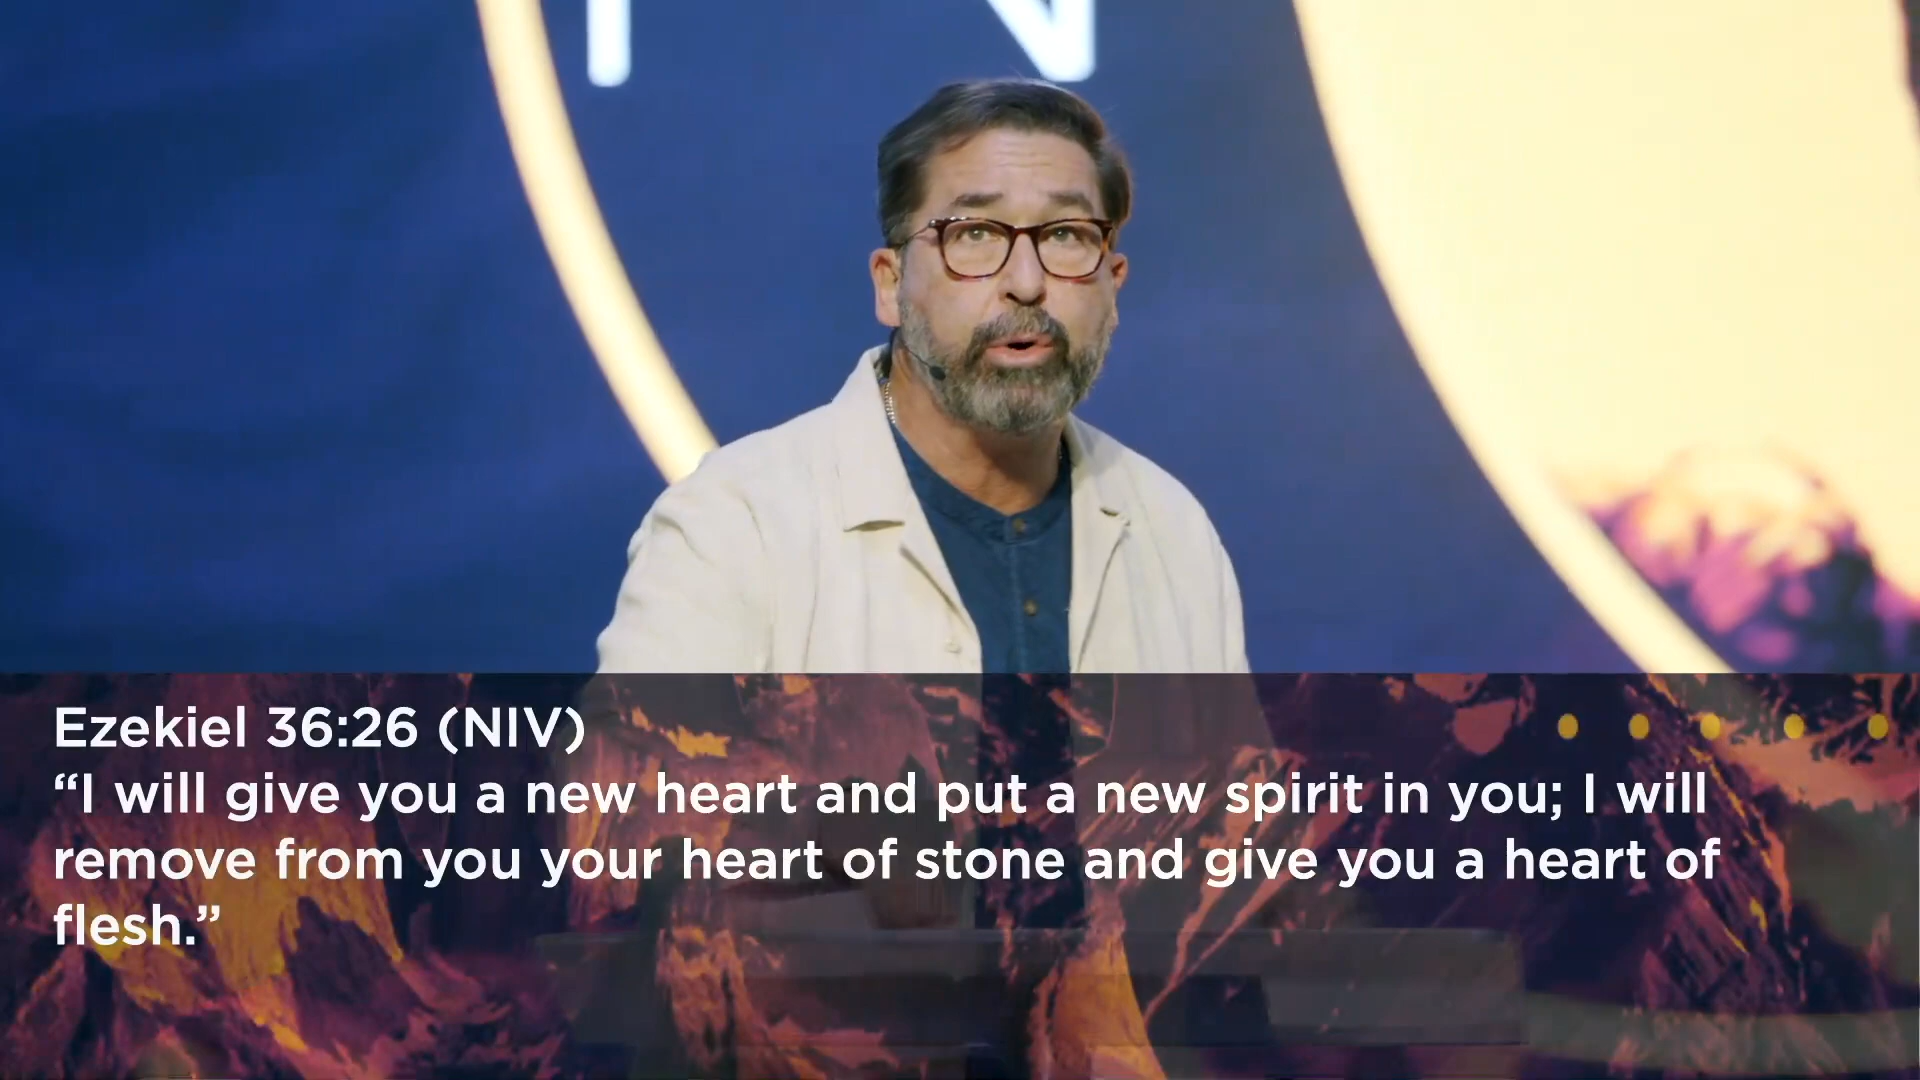 Ezekiel 36:26 (NIV)
“I will give you a new heart and put a new spirit in you; I will
remove from you your heart of stone and give you a heart of
flesh.”